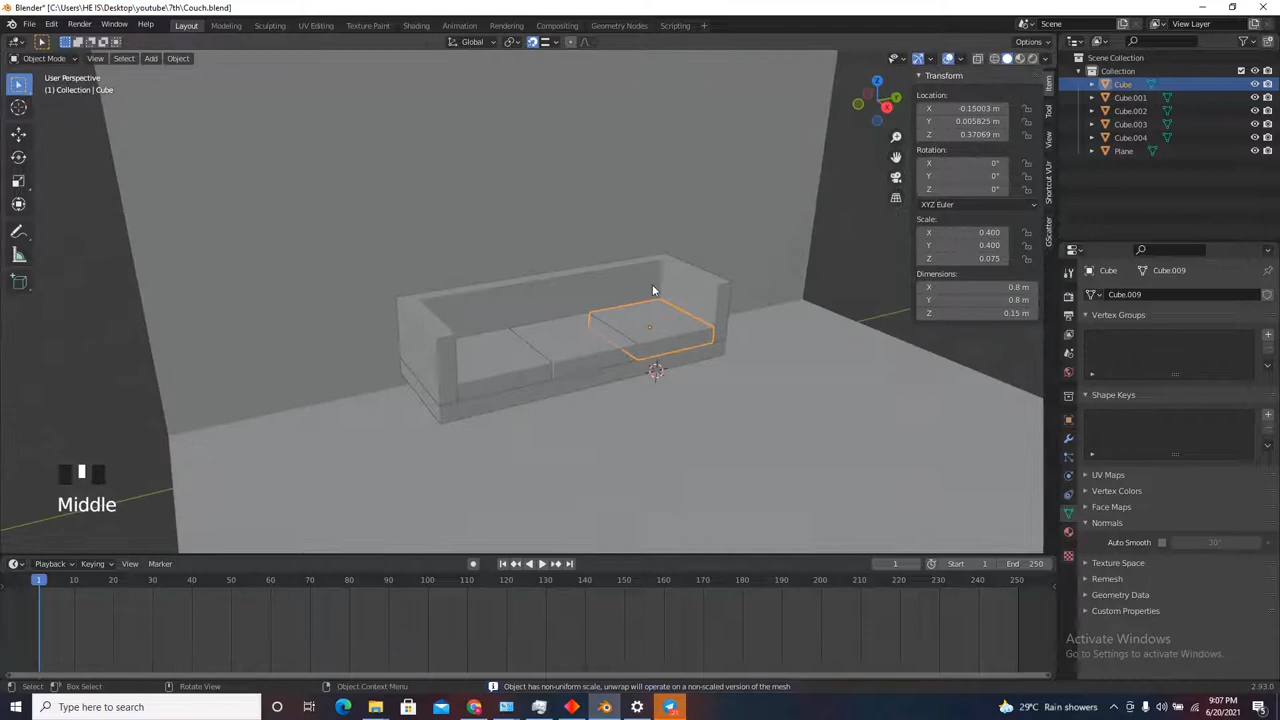 Blender* [C:\Users\HE IS\Desktop\youtube\7th\Couch.blend]
File Edit Render Window Help Layout Modeling Sculpting UV Editing Texture Paint Shading Animation Rendering Compositing Geometry Nodes Scripting + Scene View Layer
Global Options
Object Mode View Select Add Object
User Perspective
(1) Collection | Cube
Transform
Location:
X -0.15003 m
Y 0.005825 m
Z 0.37069 m
Rotation:
X 0°
Y 0°
Z 0°
XYZ Euler
Scale:
X 0.400
Y 0.400
Z 0.075
Dimensions:
X 0.8 m
Y 0.8 m
Z 0.15 m
Item
Tool
View
Shortcut VUr
GScatter
Scene Collection
Collection
Cube
Cube.001
Cube.002
Cube.003
Cube.004
Plane
Cube Cube.009
Cube.009
Vertex Groups
Shape Keys
UV Maps
Vertex Colors
Face Maps
Normals
Auto Smooth 30°
Texture Space
Remesh
Geometry Data
Custom Properties
Middle
Playback Keying View Marker 1 Start 1 End 250
1 10 20 30 40 50 60 70 80 90 100 110 120 130 140 150 160 170 180 190 200 210 220 230 240 250
Activate Windows
Go to Settings to activate Windows.
Select Box Select Rotate View Object Context Menu Object has non-uniform scale, unwrap will operate on a non-scaled version of the mesh 2.93.0
Type here to search 29°C Rain showers 9:07 PM
6/20/2021